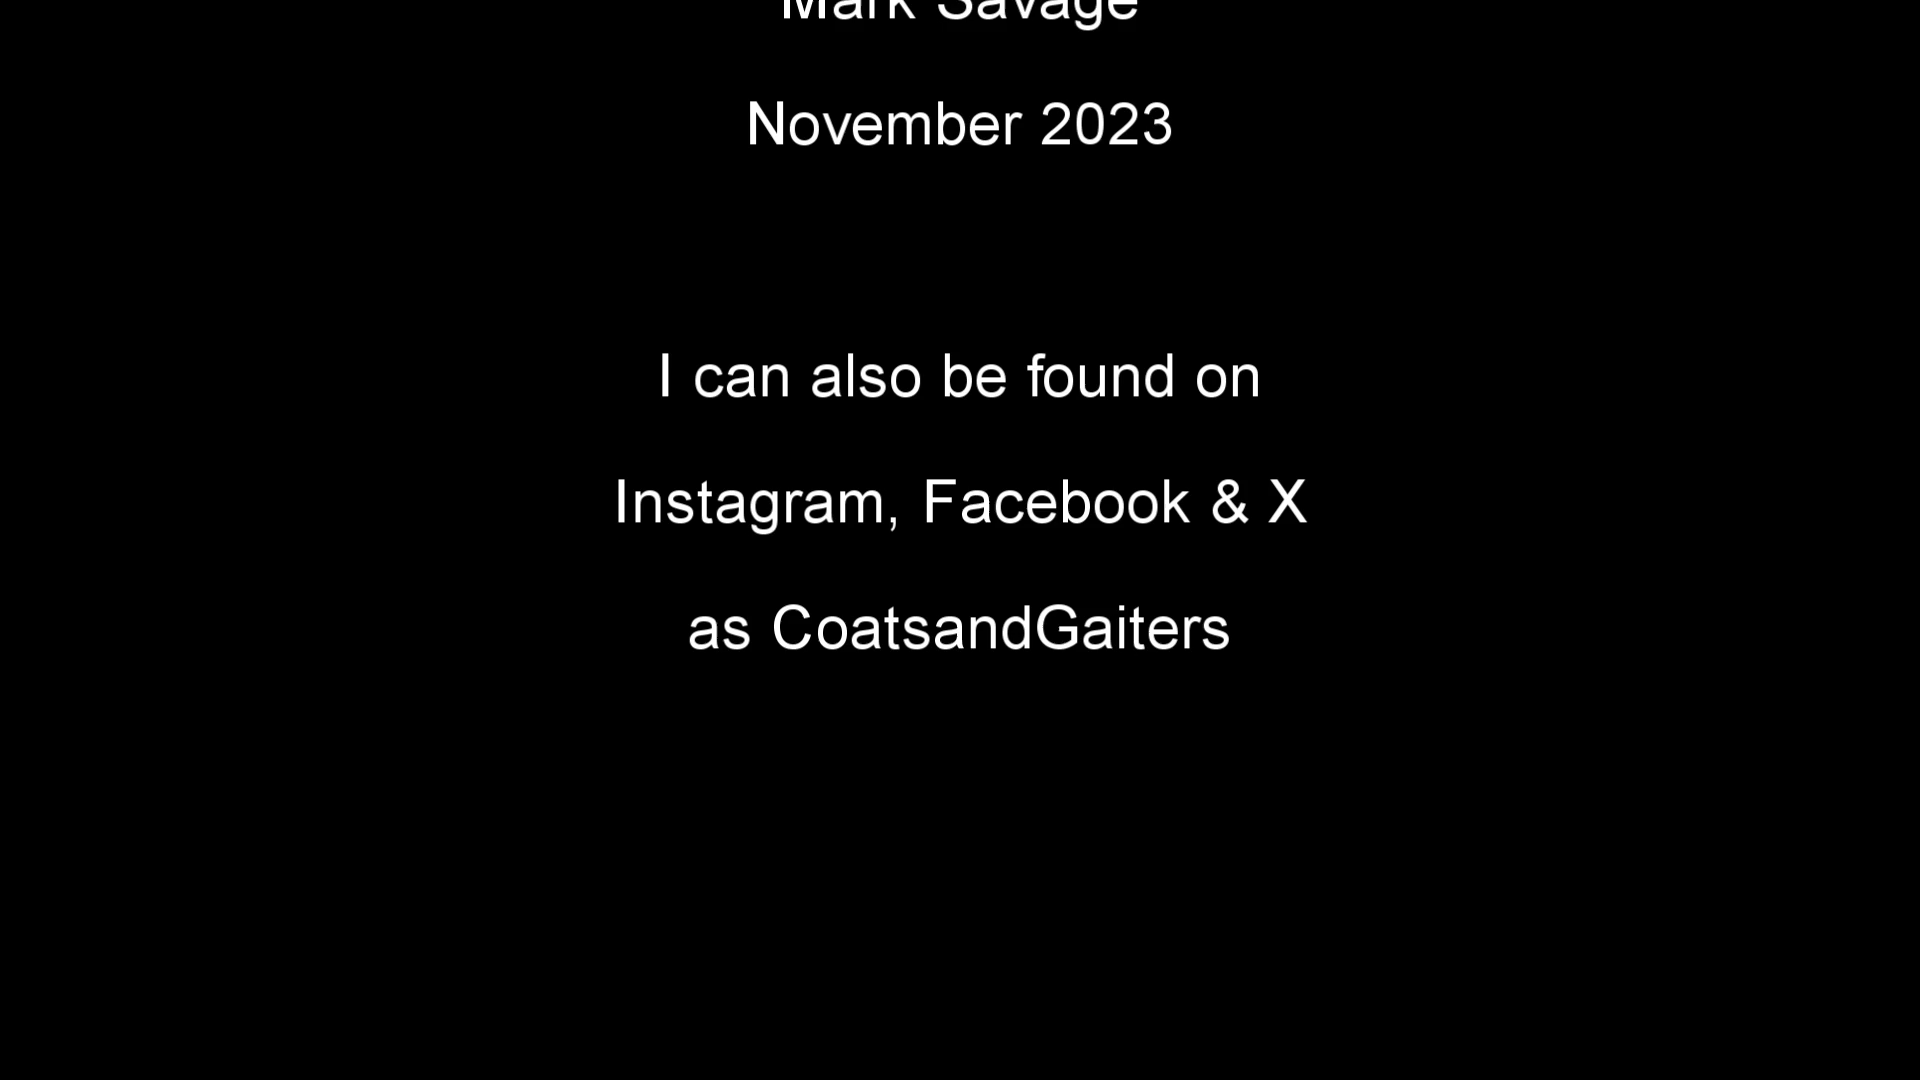 Mark Savage
November 2023
I can also be found on
Instagram, Facebook & X
as CoatsandGaiters